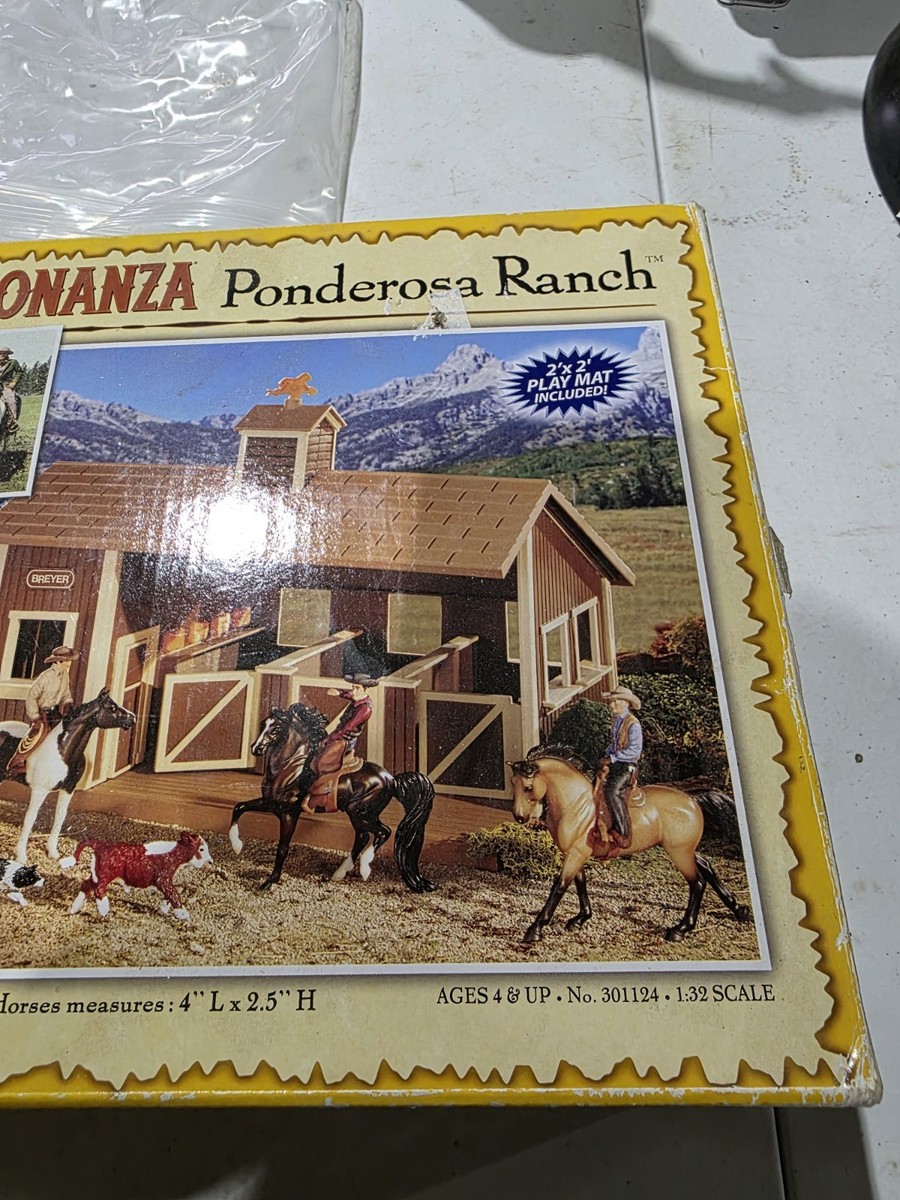 ONANZA Ponderosa Ranch™
2'x 2'
PLAY MAT
INCLUDED!
BREYER
Horses measures: 4" L x 2.5" H
AGES 4 & UP • No. 301124 • 1:32 SCALE